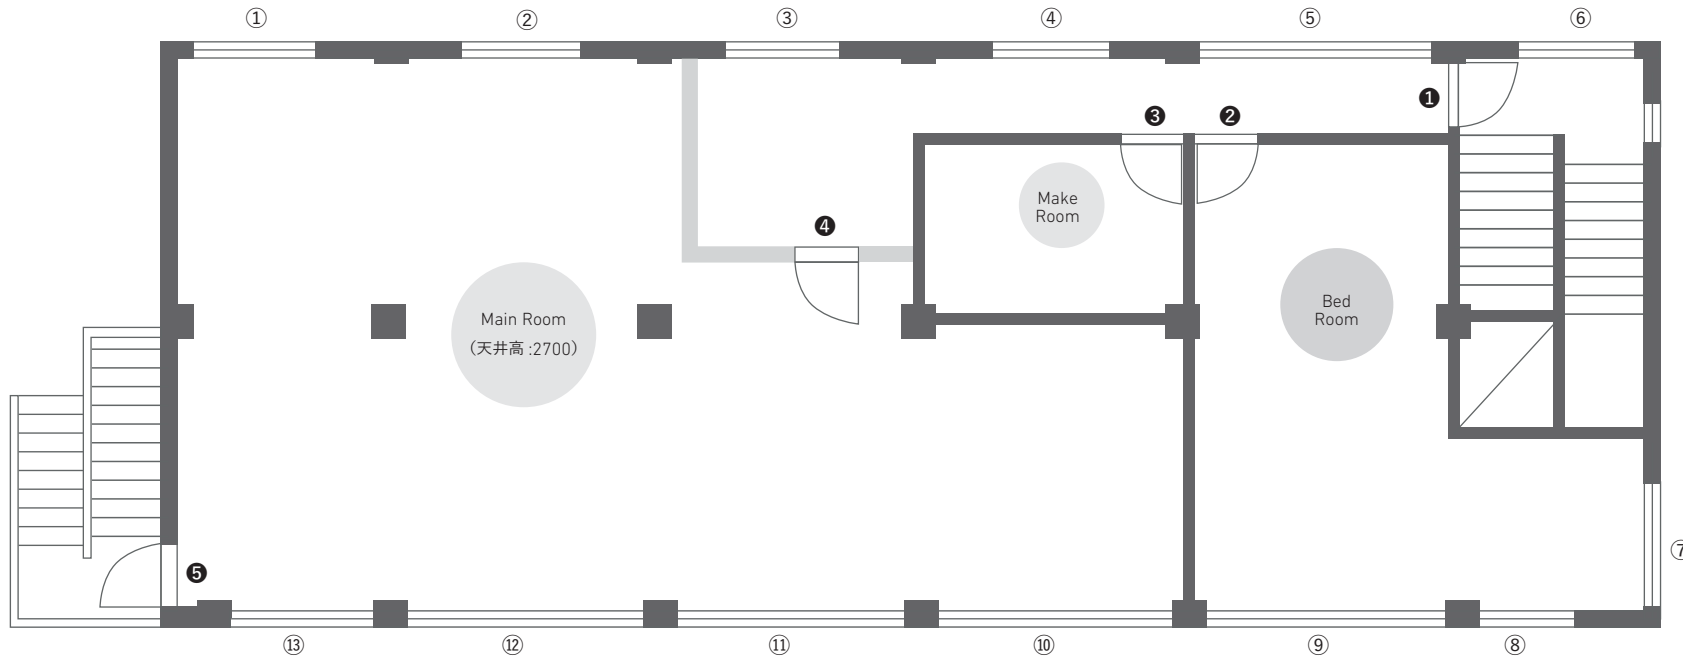 ① ② ③ ④ ⑤ ⑥
❶
❸ ❷
Make
Room
❹
Main Room
（天井高 :2700）
Bed
Room
⑦
❺
⑬ ⑫ ⑪ ⑩ ⑨ ⑧